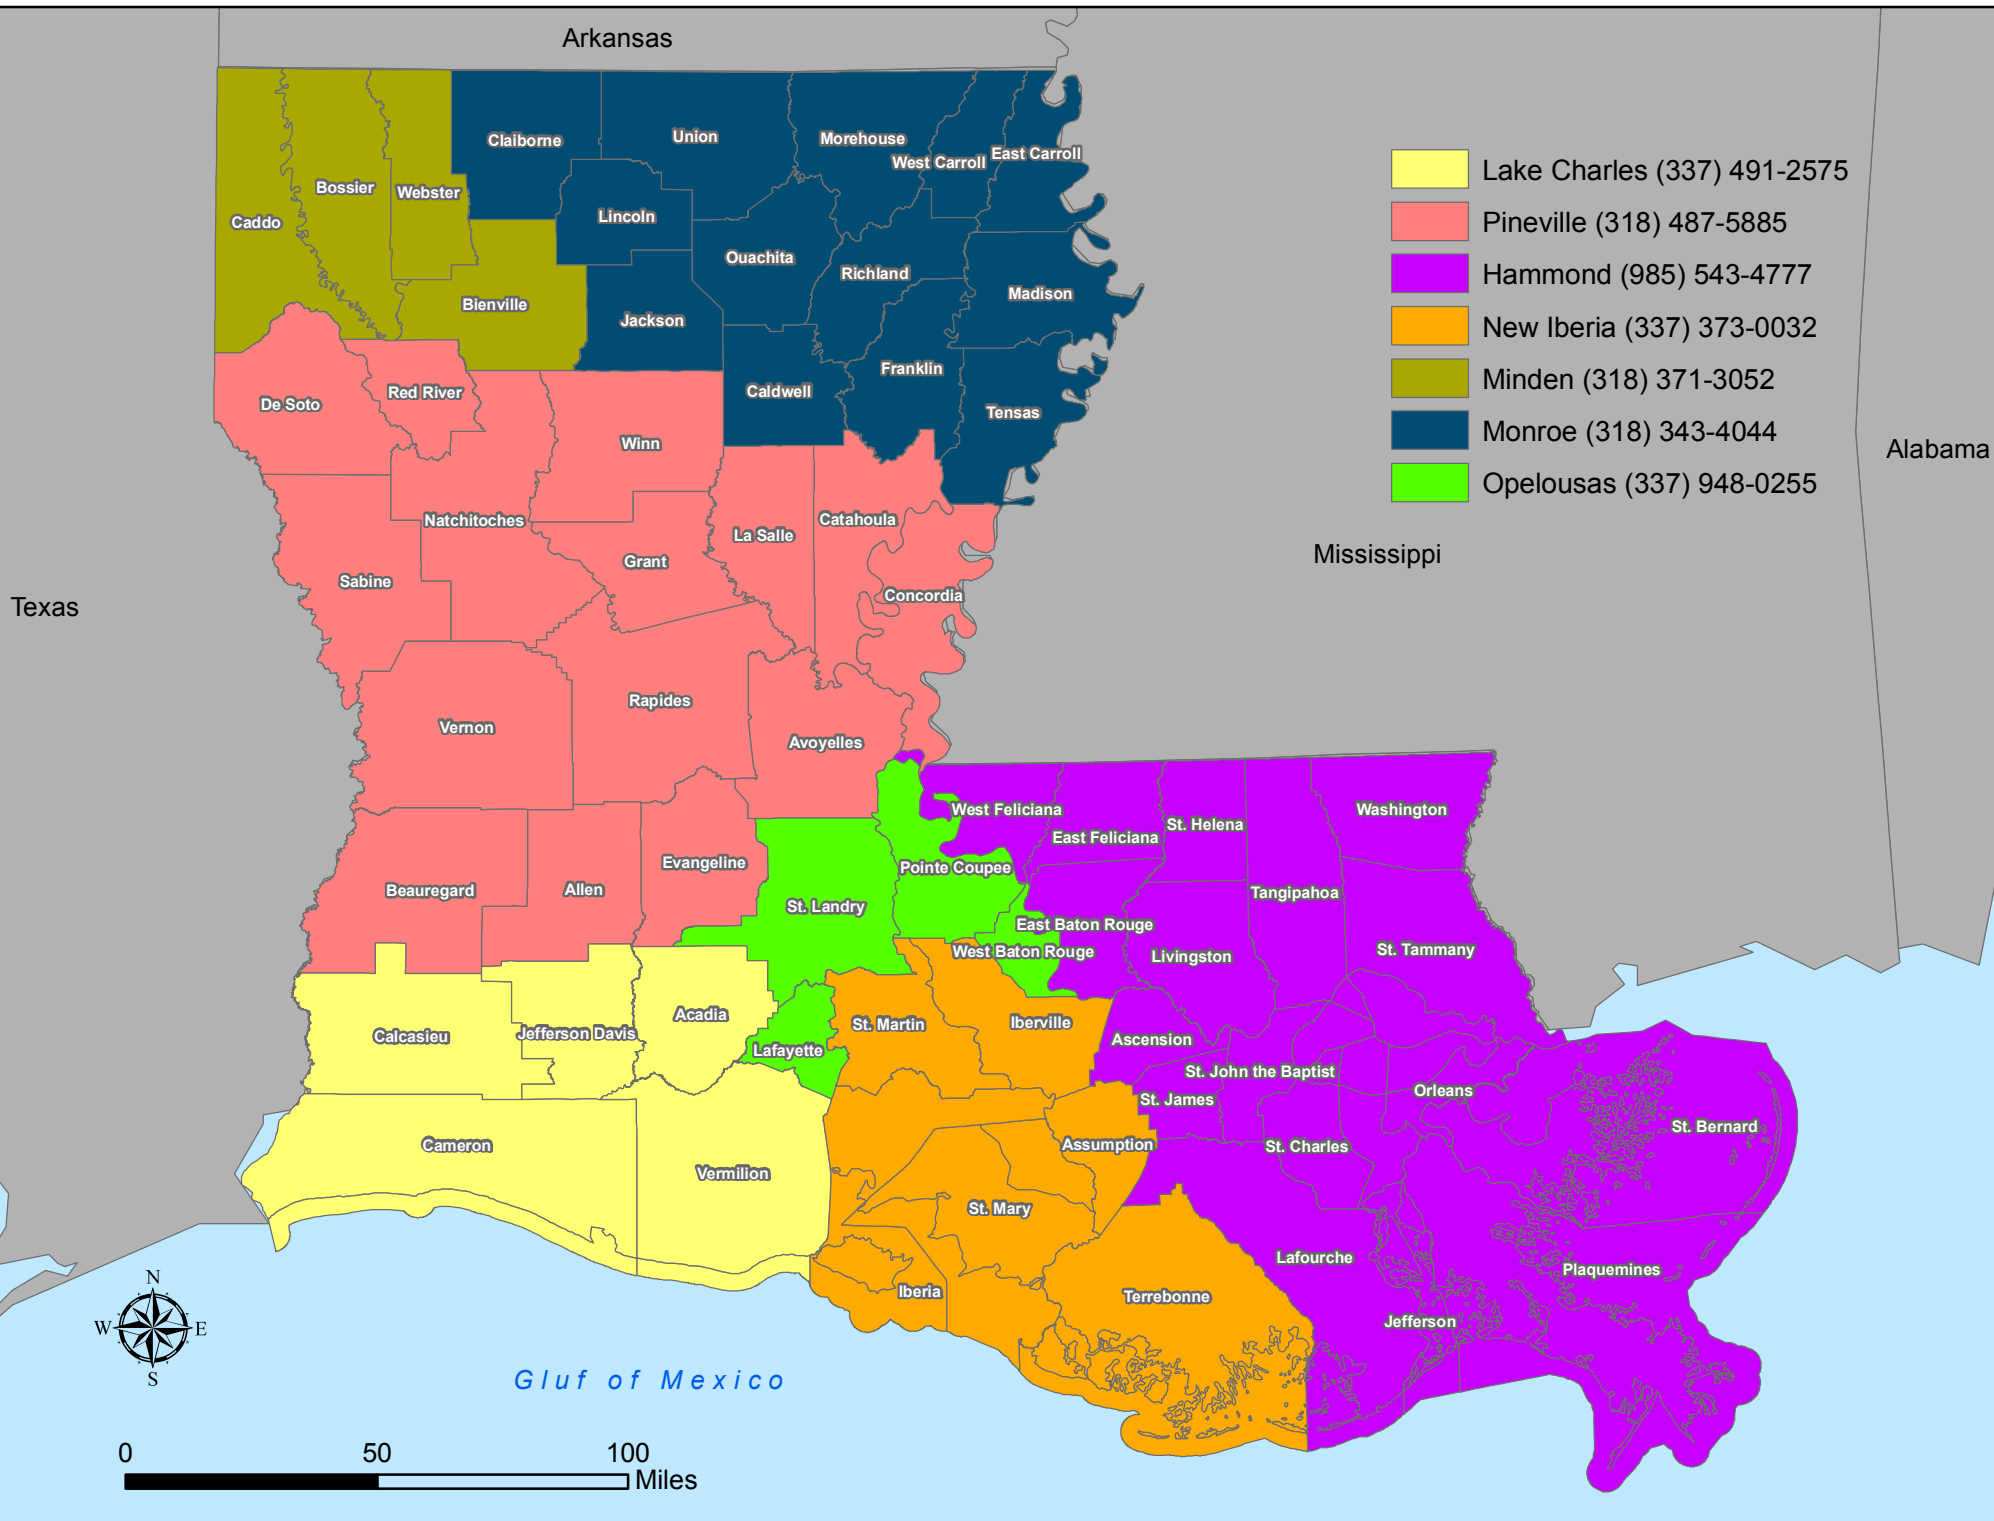 Arkansas
Claiborne
Union
Morehouse
West Carroll
East Carroll
Bossier
Webster
Caddo
Lincoln
Ouachita
Richland
Madison
Bienville
Jackson
Franklin
Caldwell
Tensas
De Soto
Red River
Winn
Natchitoches
La Salle
Catahoula
Grant
Sabine
Concordia
Rapides
Vernon
Avoyelles
Evangeline
Beauregard
Allen
St. Landry
Pointe Coupee
West Feliciana
East Feliciana
St. Helena
Washington
Tangipahoa
East Baton Rouge
West Baton Rouge
Livingston
St. Tammany
Calcasieu
Jefferson Davis
Acadia
Lafayette
St. Martin
Iberville
Ascension
St. John the Baptist
St. James
Orleans
St. Bernard
Cameron
Vermilion
Assumption
St. Charles
St. Mary
Iberia
Terrebonne
Lafourche
Plaquemines
Jefferson
Lake Charles (337) 491-2575
Pineville (318) 487-5885
Hammond (985) 543-4777
New Iberia (337) 373-0032
Minden (318) 371-3052
Monroe (318) 343-4044
Opelousas (337) 948-0255
Texas
Mississippi
Alabama
N
W E
S
Gluf of Mexico
0 50 100
Miles